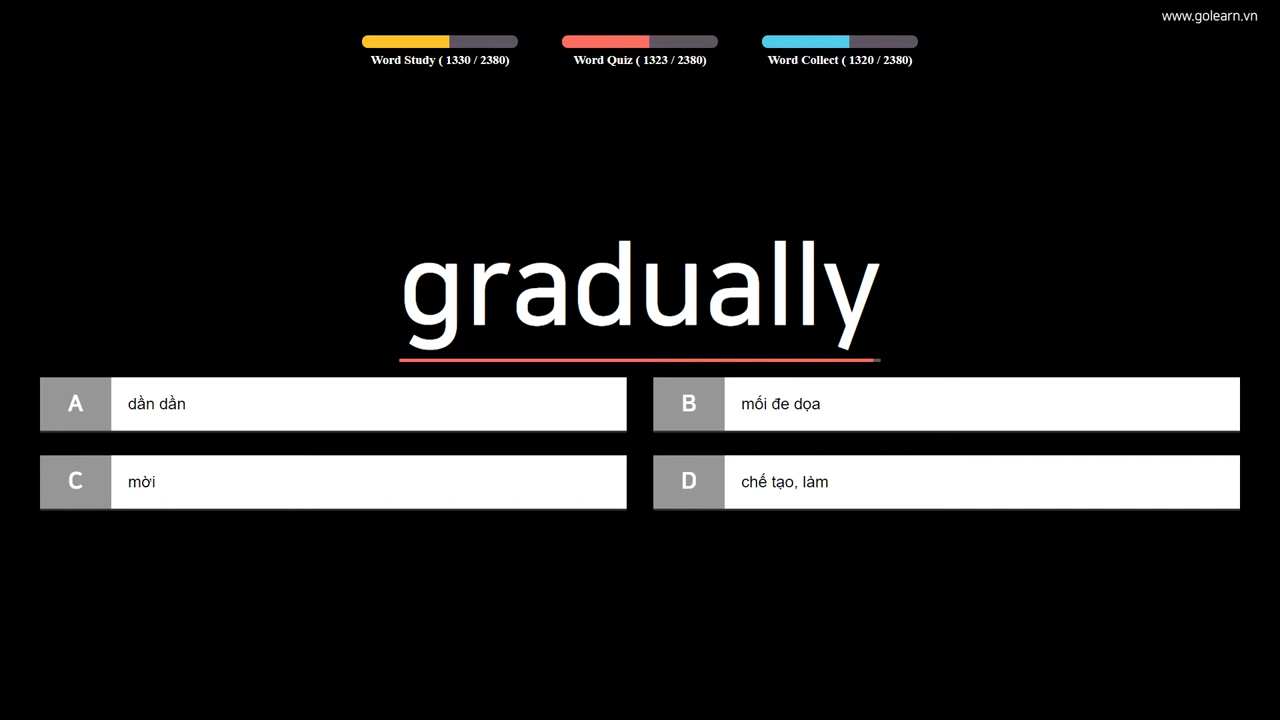 www.golearn.vn
Word Study ( 1330 / 2380)
Word Quiz ( 1323 / 2380)
Word Collect ( 1320 / 2380)
gradually
A dần dần
B mối đe dọa
C mời
D chế tạo, làm